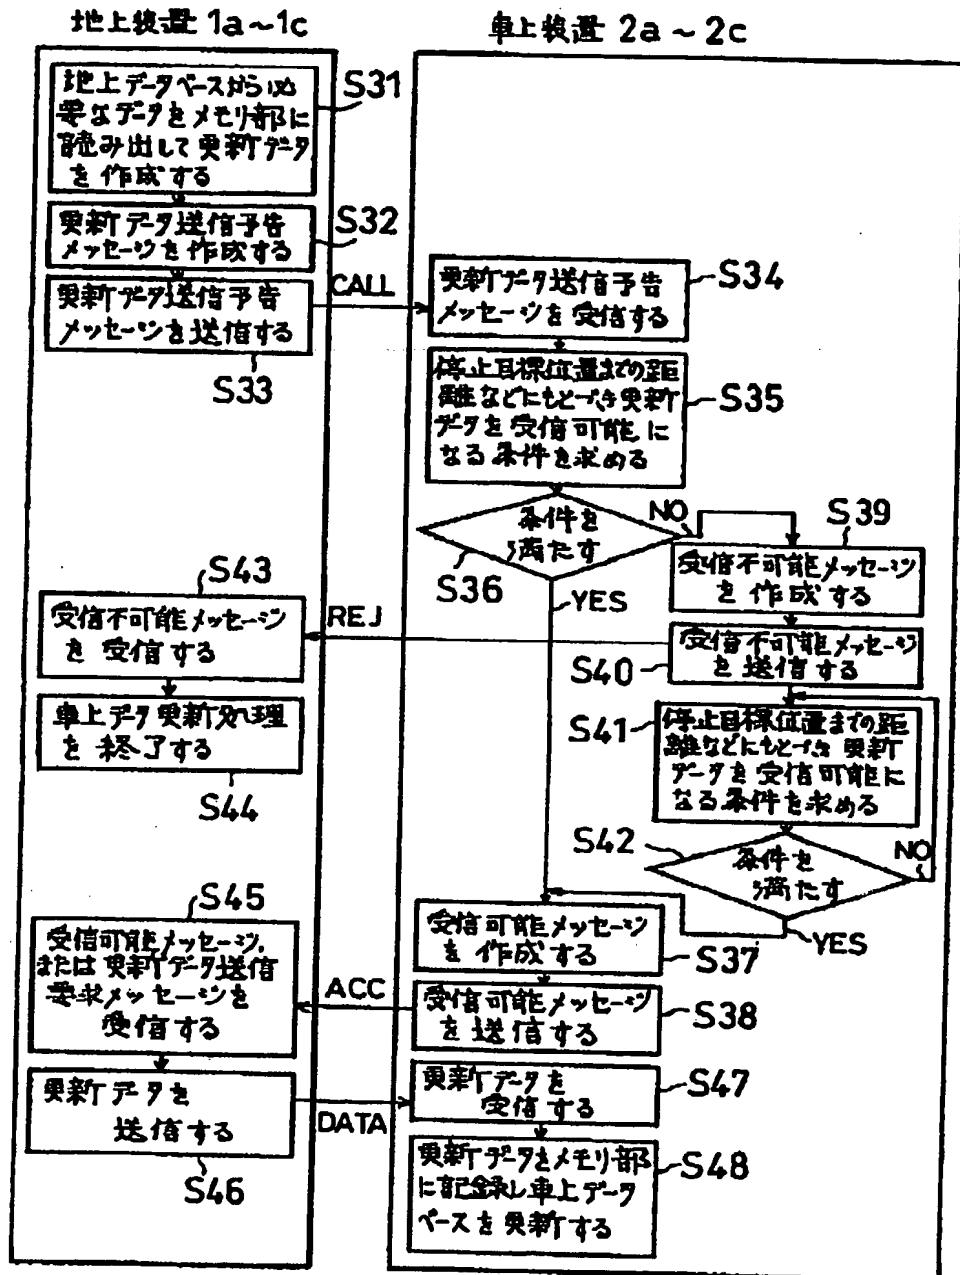 地上装置 1a～1c
地上データベースから必
要なデータをメモリ部に
読み出して更新データ
を作成する
S31
更新データ送信予告
メッセージを作成する
S32
更新データ送信予告
メッセージを送信する
S33
CALL
車上装置 2a～2c
更新データ送信予告
メッセージを受信する
S34
停止目標位置までの距
離などにもとづき更新
データを受信可能に
なる条件を求める
S35
条件を
満たす
S36
NO
YES
S39
受信不可能メッセージ
を作成する
受信不可能メッセージ
を送信する
S40
REJ
S43
受信不可能メッセージ
を受信する
車上データ更新処理
を終了する
S44
S41
停止目標位置までの距
離などにもとづき更新
データを受信可能に
なる条件を求める
S42
条件を
満たす
NO
YES
受信可能メッセージ
を作成する
S37
受信可能メッセージ
を送信する
S38
ACC
S45
受信可能メッセージ,
または更新データ送信
要求メッセージを
受信する
更新データを
送信する
S46
DATA
更新データを
受信する
S47
更新データをメモリ部
に記録し車上データ
ベースを更新する
S48